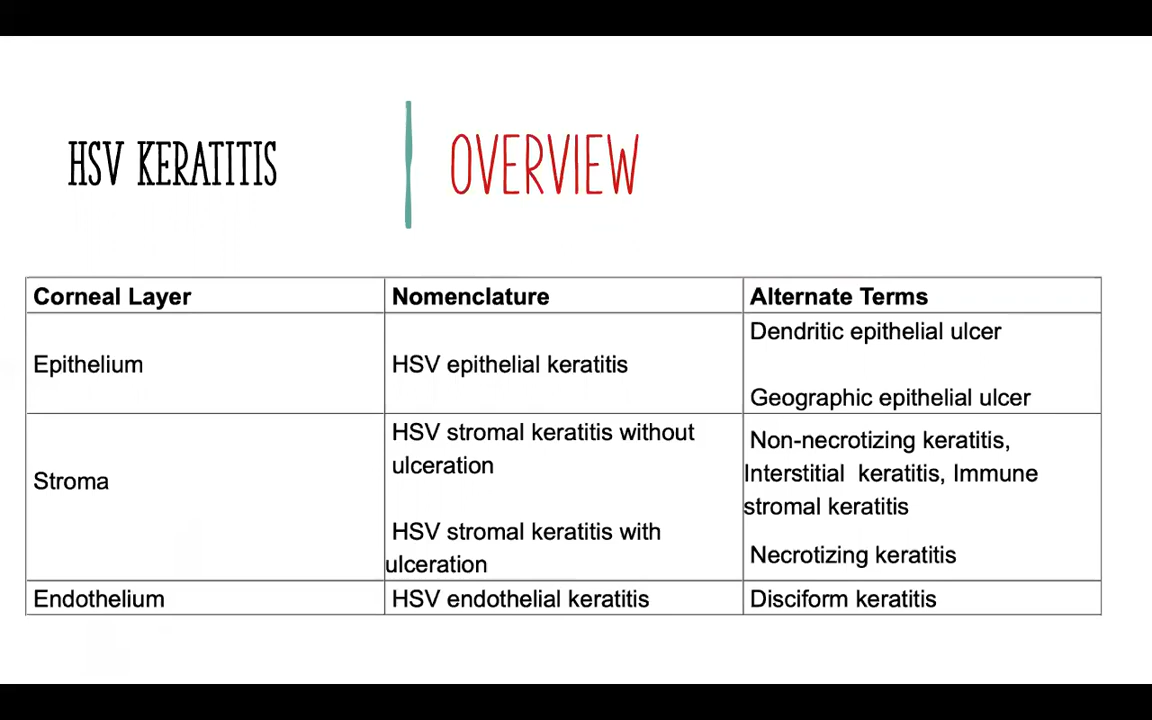 HSV KERATITIS
OVERVIEW
Corneal Layer
Nomenclature
Alternate Terms
Epithelium
HSV epithelial keratitis
Dendritic epithelial ulcer
Geographic epithelial ulcer
Stroma
HSV stromal keratitis without
ulceration
HSV stromal keratitis with
ulceration
Non-necrotizing keratitis,
Interstitial keratitis, Immune
stromal keratitis
Necrotizing keratitis
Endothelium
HSV endothelial keratitis
Disciform keratitis